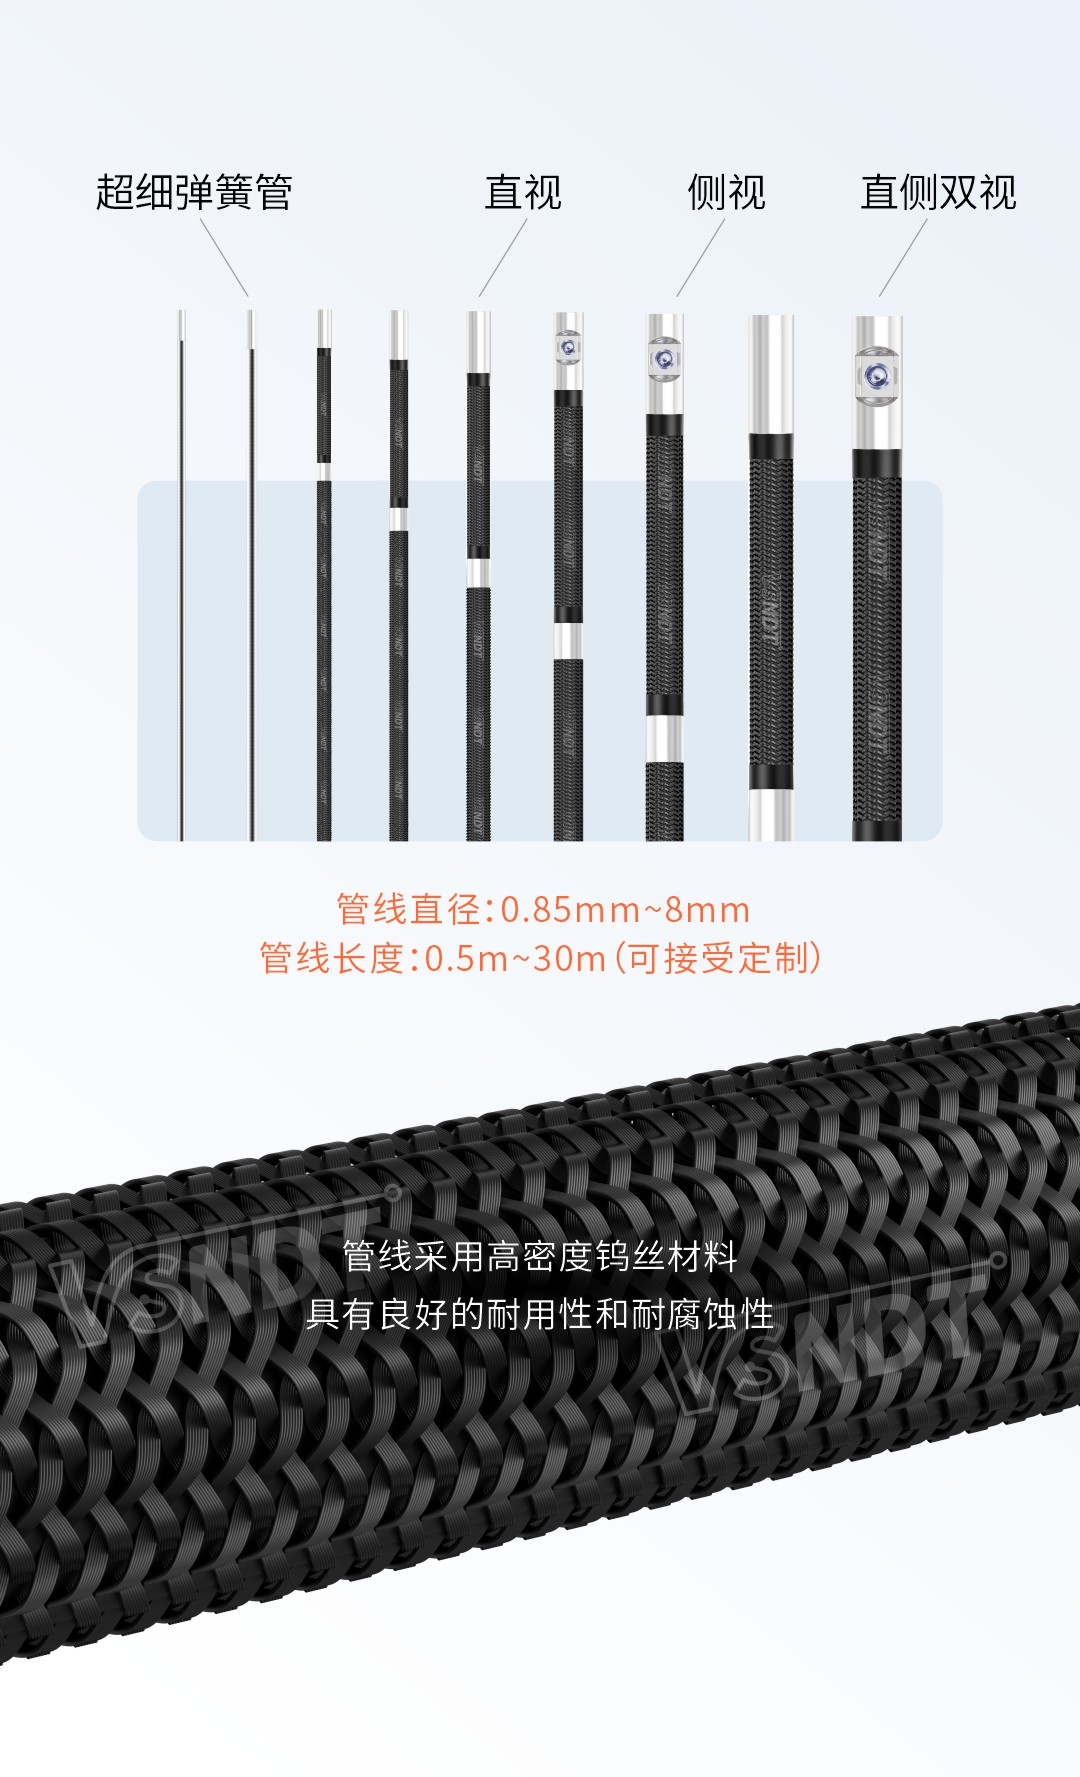 超细弹簧管
直视
侧视
直侧双视
管线直径：0.85mm~8mm
管线长度：0.5m~30m（可接受定制）
VSNDT
管线采用高密度钨丝材料
具有良好的耐用性和耐腐蚀性
VSNDT